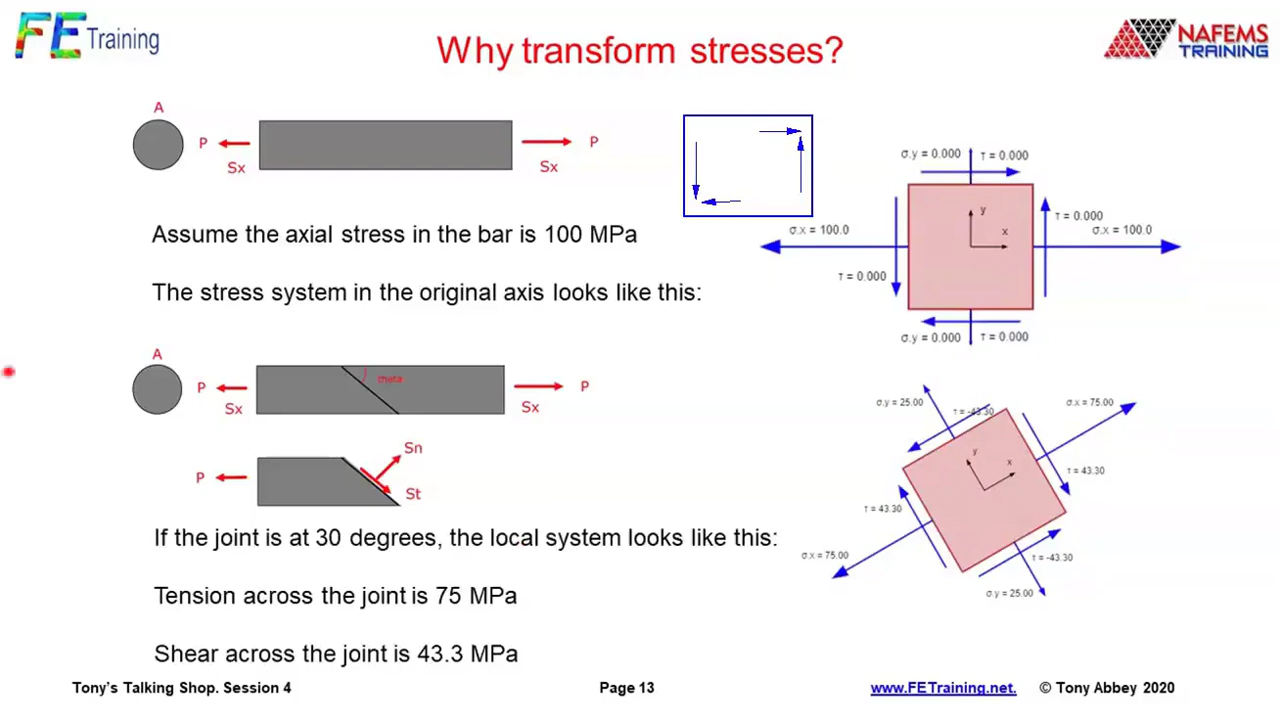 FE Training
Why transform stresses?
NAFEMS
TRAINING
A
P
Sx
P
Sx
Assume the axial stress in the bar is 100 MPa
The stress system in the original axis looks like this:
σ.y = 0.000
τ = 0.000
y
x
τ = 0.000
σ.x = 100.0
σ.x = 100.0
τ = 0.000
σ.y = 0.000
τ = 0.000
A
P
Sx
theta
P
Sx
P
Sn
St
If the joint is at 30 degrees, the local system looks like this:
Tension across the joint is 75 MPa
Shear across the joint is 43.3 MPa
σ.y = 25.00
τ = -43.30
σ.x = 75.00
y
x
τ = 43.30
τ = 43.30
σ.x = 75.00
τ = -43.30
σ.y = 25.00
Tony's Talking Shop. Session 4
Page 13
www.FETraining.net.
© Tony Abbey 2020